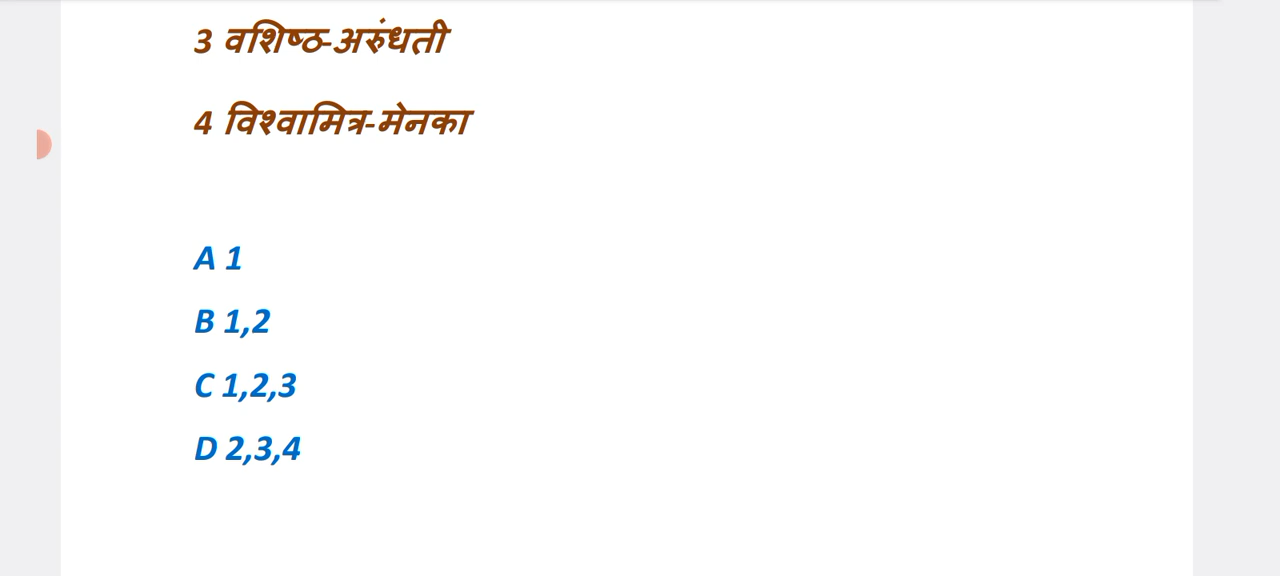 3 वशिष्ठ-अरुंधती
4 विश्वामित्र-मेनका
A 1
B 1,2
C 1,2,3
D 2,3,4